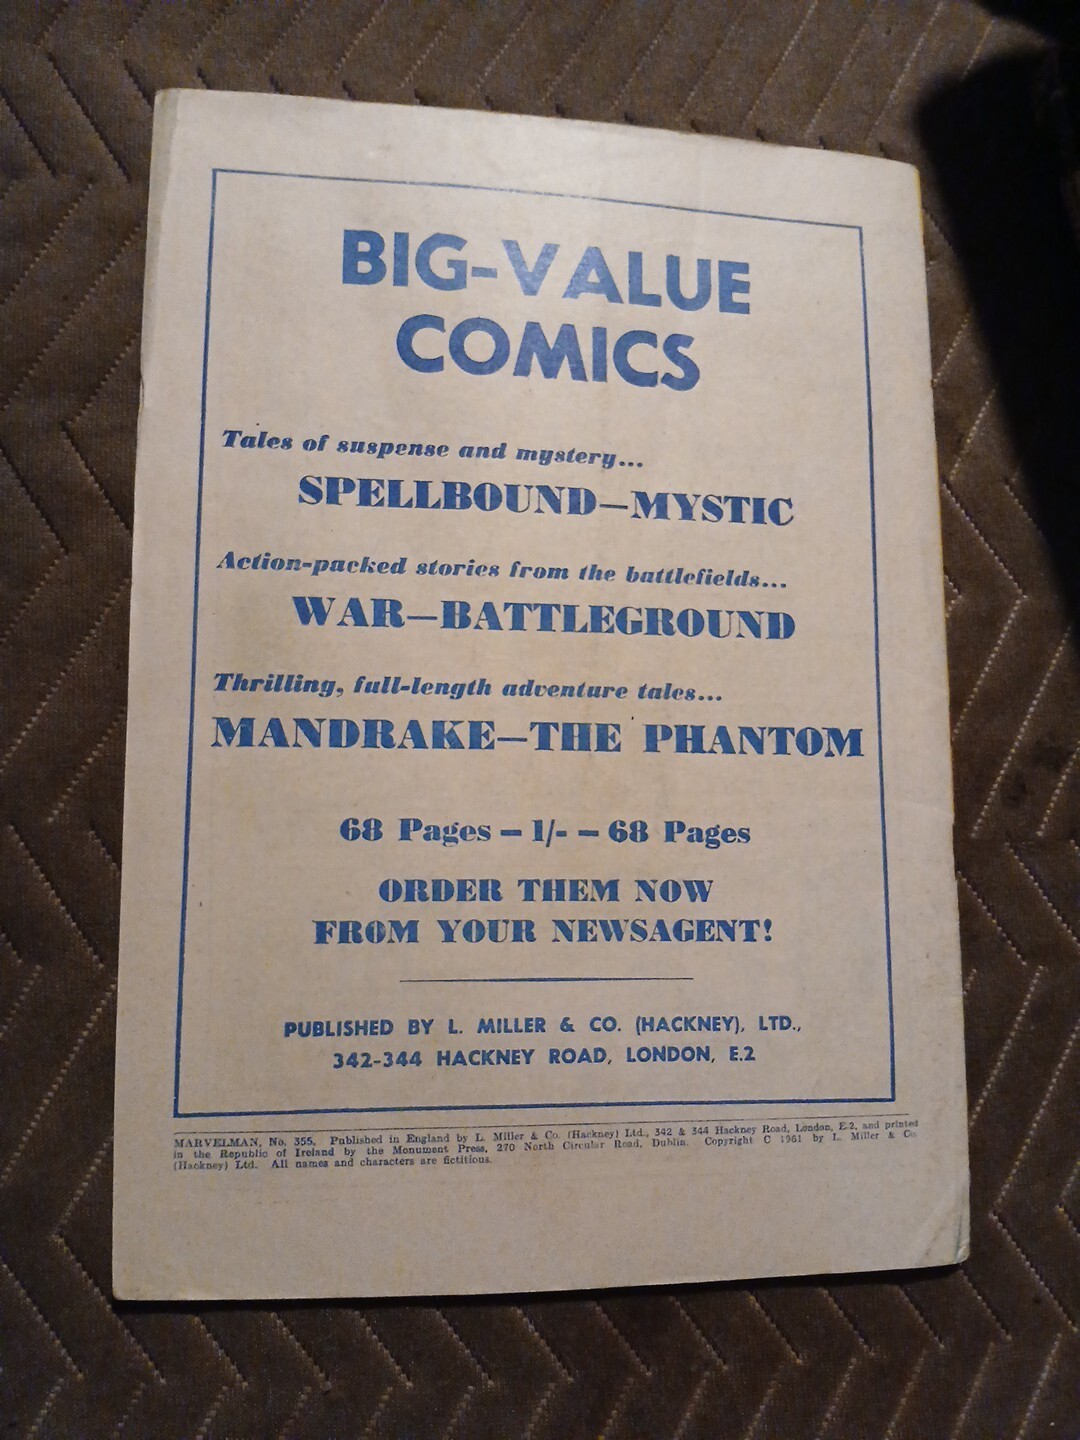 BIG-VALUE
COMICS
Tales of suspense and mystery...
SPELLBOUND—MYSTIC
Action-packed stories from the battlefields...
WAR—BATTLEGROUND
Thrilling, full-length adventure tales...
MANDRAKE—THE PHANTOM
68 Pages — 1/- — 68 Pages
ORDER THEM NOW
FROM YOUR NEWSAGENT!
PUBLISHED BY L. MILLER & CO. (HACKNEY), LTD.,
342-344 HACKNEY ROAD, LONDON, E.2
MARVELMAN, No. 355. Published in England by L. Miller & Co. (Hackney) Ltd., 342 & 344 Hackney Road, London, E.2, and printed
in the Republic of Ireland by the Monument Press, 270 North Circular Road, Dublin. Copyright C 1961 by L. Miller & Co.
(Hackney) Ltd. All names and characters are fictitious.